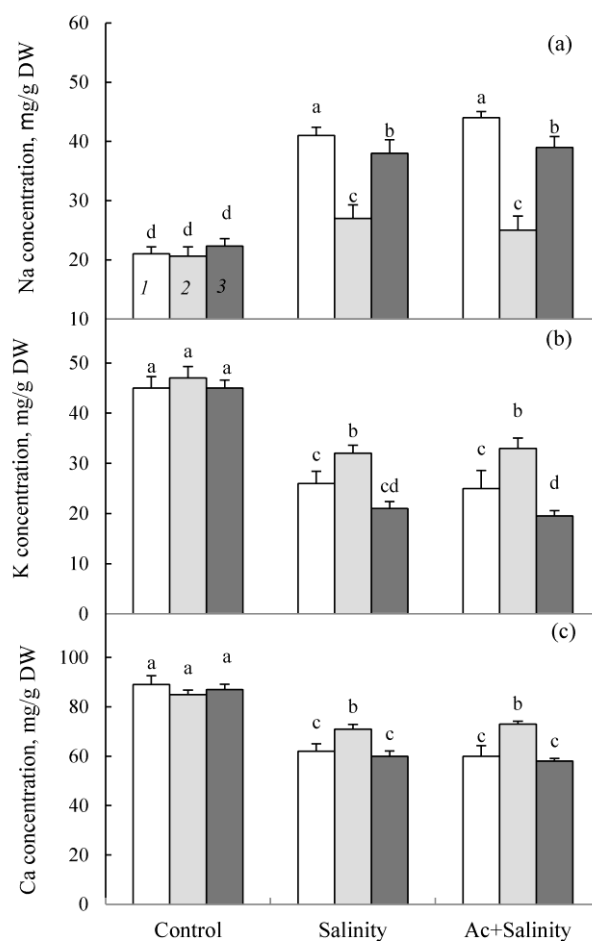 (a)
60
50
40
30
20
10
Na concentration, mg/g DW
d d d
a c b
a c b
1 2 3
(b)
50
40
30
20
10
0
K concentration, mg/g DW
a a a
c b cd
c b d
(c)
100
80
60
40
20
0
Ca concentration, mg/g DW
a a a
c b c
c b c
Control Salinity Ac+Salinity